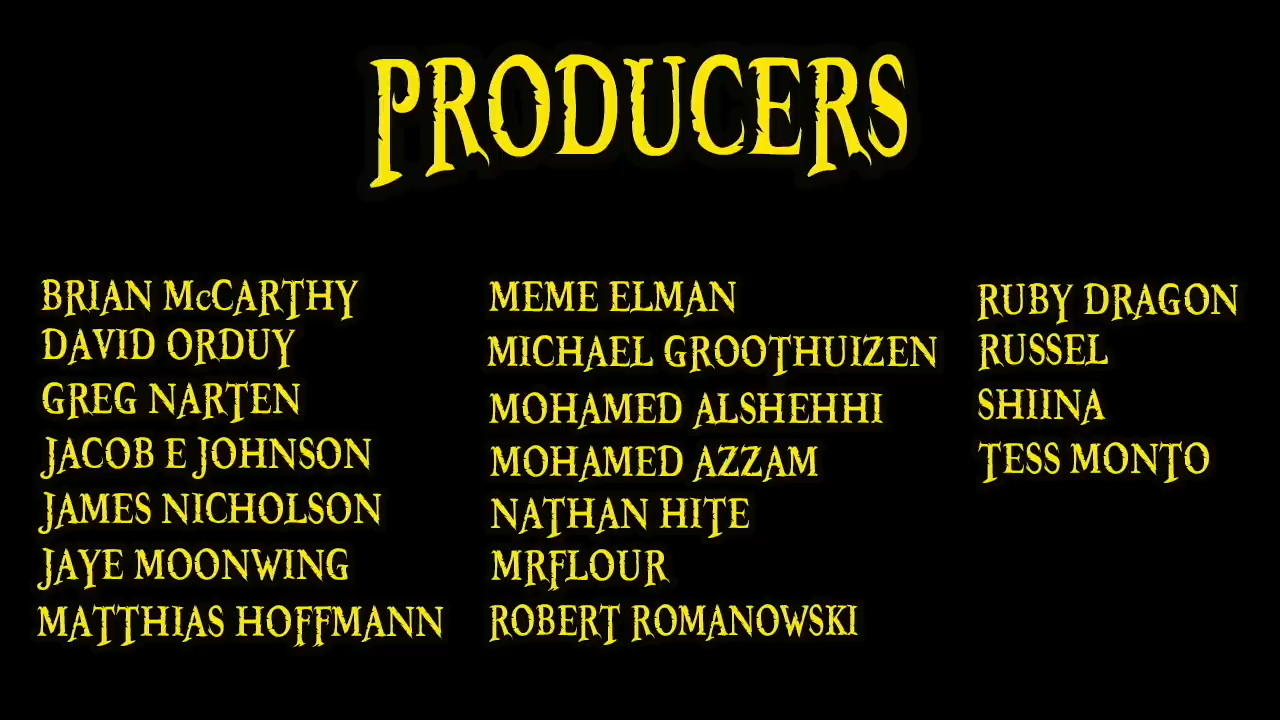 PRODUCERS
BRIAN McCARTHY
DAVID ORDUY
GREG NARTEN
JACOB E JOHNSON
JAMES NICHOLSON
JAYE MOONWING
MATTHIAS HOFFMANN
MEME ELMAN
MICHAEL GROOTHUIZEN
MOHAMED ALSHEHHI
MOHAMED AZZAM
NATHAN HITE
MRFLOUR
ROBERT ROMANOWSKI
RUBY DRAGON
RUSSEL
SHIINA
TESS MONTO